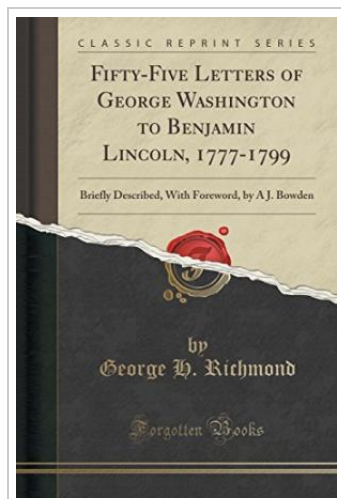 CLASSIC REPRINT SERIES
FIFTY-FIVE LETTERS OF
GEORGE WASHINGTON
TO BENJAMIN
LINCOLN, 1777-1799
Briefly Described, With Foreword, by A J. Bowden
by
George H. Richmond
Forgotten Books